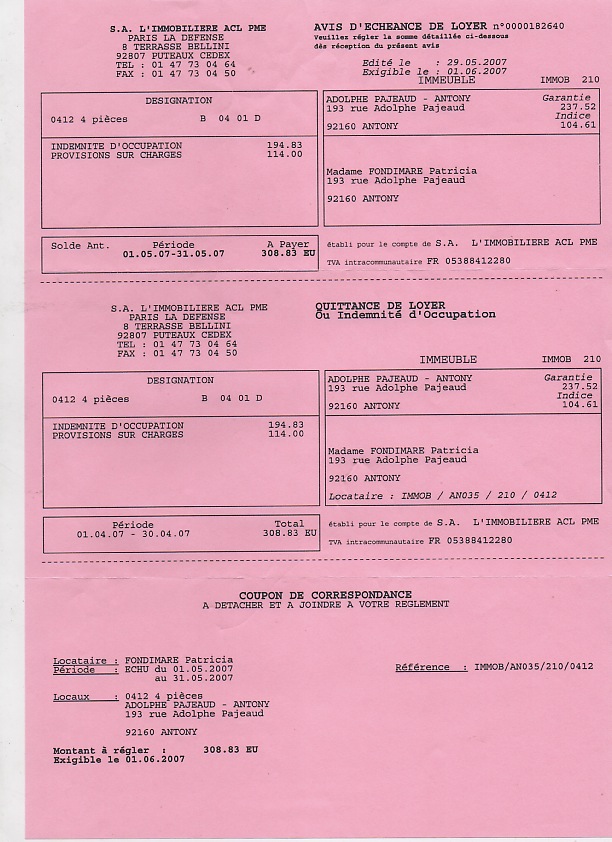 S.A. L'IMMOBILIERE ACL PME
PARIS LA DEFENSE
8 TERRASSE BELLINI
92807 PUTEAUX CEDEX
TEL : 01 47 73 04 64
FAX : 01 47 73 04 50
AVIS D'ECHEANCE DE LOYER n°0000182640
Veuillez régler la somme détaillée ci-dessous
dès réception du présent avis
Edité le : 29.05.2007
Exigible le : 01.06.2007
IMMEUBLE IMMOB 210
DESIGNATION
0412 4 pièces B 04 01 D
INDEMNITE D'OCCUPATION 194.83
PROVISIONS SUR CHARGES 114.00
ADOLPHE PAJEAUD - ANTONY Garantie
193 rue Adolphe Pajeaud 237.52
Indice
92160 ANTONY 104.61
Madame FONDIMARE Patricia
193 rue Adolphe Pajeaud
92160 ANTONY
Solde Ant. Période A Payer
01.05.07-31.05.07 308.83 EU
établi pour le compte de S.A. L'IMMOBILIERE ACL PME
TVA intracommunautaire FR 05388412280
S.A. L'IMMOBILIERE ACL PME
PARIS LA DEFENSE
8 TERRASSE BELLINI
92807 PUTEAUX CEDEX
TEL : 01 47 73 04 64
FAX : 01 47 73 04 50
QUITTANCE DE LOYER
Ou Indemnité d'Occupation
IMMEUBLE IMMOB 210
DESIGNATION
0412 4 pièces B 04 01 D
INDEMNITE D'OCCUPATION 194.83
PROVISIONS SUR CHARGES 114.00
ADOLPHE PAJEAUD - ANTONY Garantie
193 rue Adolphe Pajeaud 237.52
Indice
92160 ANTONY 104.61
Madame FONDIMARE Patricia
193 rue Adolphe Pajeaud
92160 ANTONY
Locataire : IMMOB / AN035 / 210 / 0412
Période Total
01.04.07 - 30.04.07 308.83 EU
établi pour le compte de S.A. L'IMMOBILIERE ACL PME
TVA intracommunautaire FR 05388412280
COUPON DE CORRESPONDANCE
A DETACHER ET A JOINDRE A VOTRE REGLEMENT
Locataire : FONDIMARE Patricia
Période : ECHU du 01.05.2007
au 31.05.2007
Référence : IMMOB/AN035/210/0412
Locaux : 0412 4 pièces
ADOLPHE PAJEAUD - ANTONY
193 rue Adolphe Pajeaud
92160 ANTONY
Montant à régler : 308.83 EU
Exigible le 01.06.2007